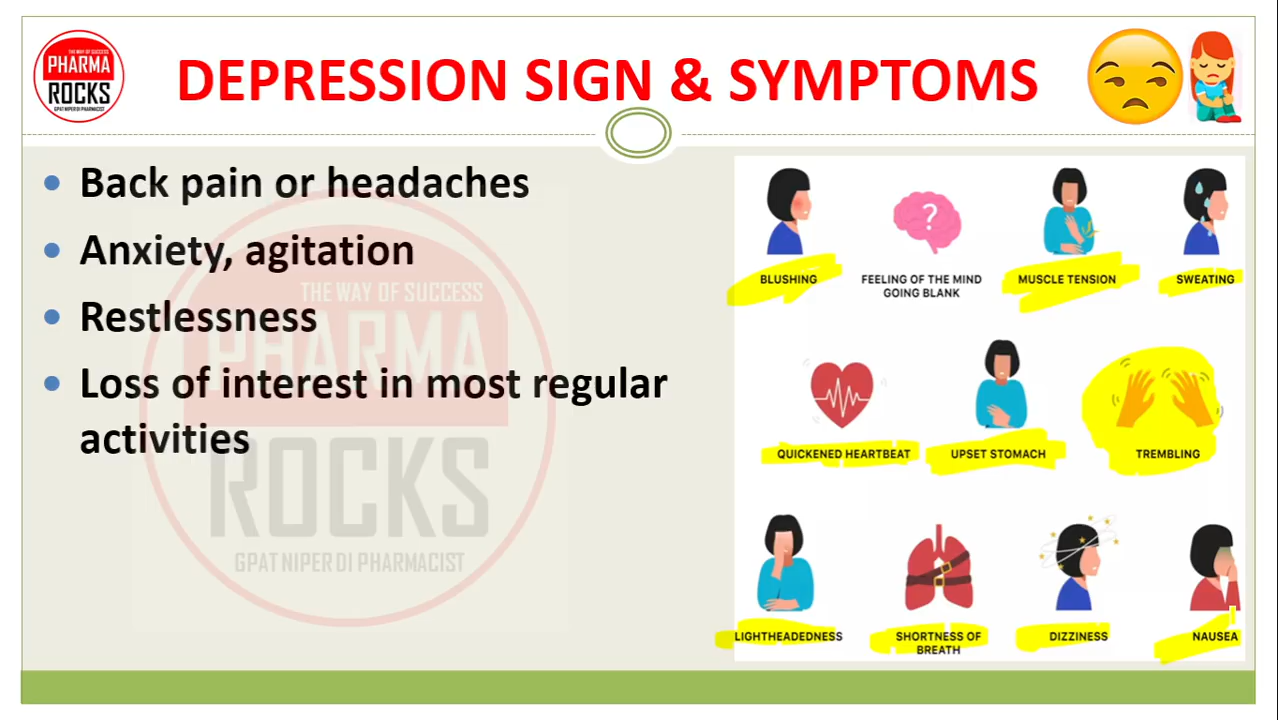 THE WAY OF SUCCESS
PHARMA
ROCKS
GPAT NIPER DI PHARMACIST
DEPRESSION SIGN & SYMPTOMS
• Back pain or headaches
• Anxiety, agitation
• Restlessness
• Loss of interest in most regular
activities
THE WAY OF SUCCESS
PHARMA
ROCKS
GPAT NIPER DI PHARMACIST
BLUSHING
FEELING OF THE MIND
GOING BLANK
MUSCLE TENSION
SWEATING
?
QUICKENED HEARTBEAT
UPSET STOMACH
TREMBLING
LIGHTHEADEDNESS
SHORTNESS OF
BREATH
DIZZINESS
NAUSEA